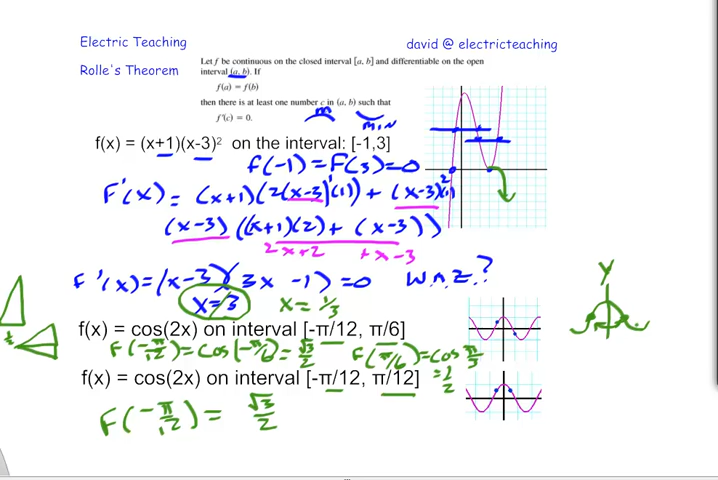 Electric Teaching
david @ electricteaching
Rolle's Theorem
Let f be continuous on the closed interval [a, b] and differentiable on the open
interval (a, b). If
f(a) = f(b)
then there is at least one number c in (a, b) such that
f'(c) = 0.
MIN
f(x) = (x+1)(x-3)² on the interval: [-1,3]
f(-1) = F(3) = 0
F'(x) = (x+1)(2(x-3)¹(1)) + (x-3)²(1)
(x-3)((x+1)(2) + (x-3))
2x+2 +x-3
F'(x) = (x-3)(3x -1) = 0 W.A.Z.?
x=3 x = 1/3
Y
f(x) = cos(2x) on interval [-π/12, π/6]
F(-π/12) = cos(-π/6) = √3/2 F(π/6) = cos π/3
= 1/2
f(x) = cos(2x) on interval [-π/12, π/12]
F(-π/12) = √3/2